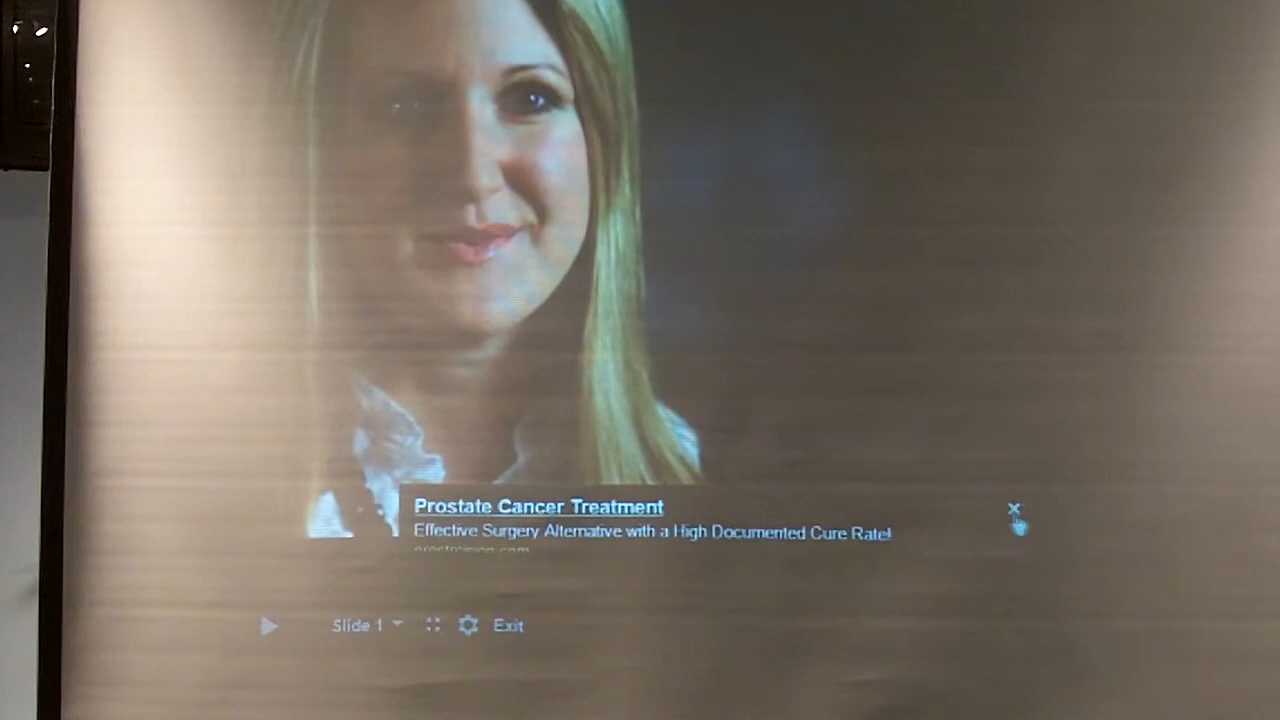 Prostate Cancer Treatment
Effective Surgery Alternative with a High Documented Cure Rate!
Slide 1
Exit